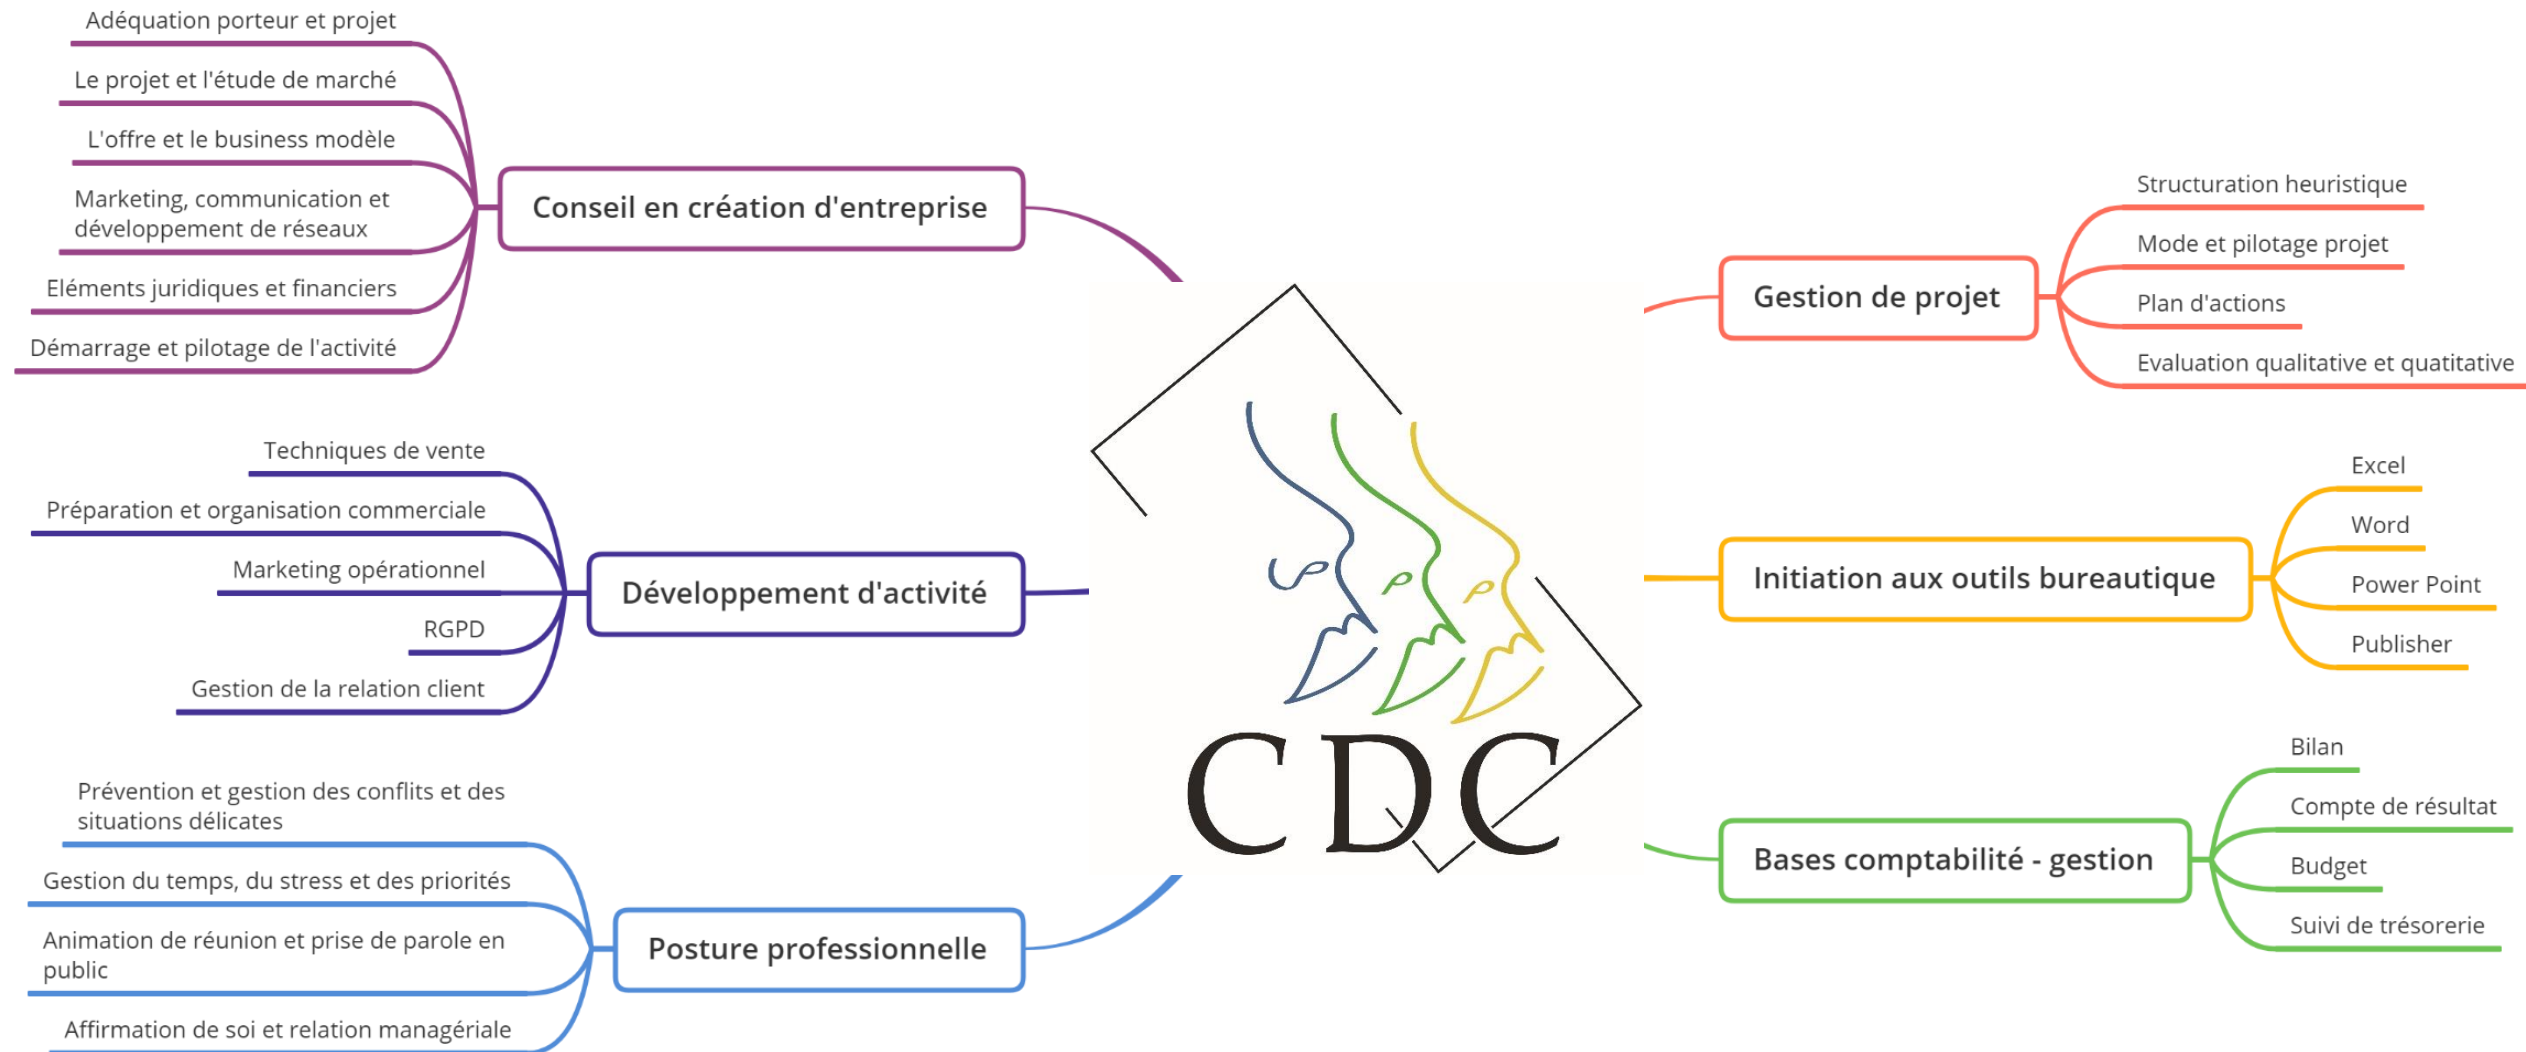 Adéquation porteur et projet
Le projet et l'étude de marché
L'offre et le business modèle
Marketing, communication et
développement de réseaux
Eléments juridiques et financiers
Démarrage et pilotage de l'activité
Conseil en création d'entreprise
Techniques de vente
Préparation et organisation commerciale
Marketing opérationnel
RGPD
Gestion de la relation client
Développement d'activité
Prévention et gestion des conflits et des
situations délicates
Gestion du temps, du stress et des priorités
Animation de réunion et prise de parole en
public
Affirmation de soi et relation managériale
Posture professionnelle
CDC
Gestion de projet
Structuration heuristique
Mode et pilotage projet
Plan d'actions
Evaluation qualitative et quatitative
Initiation aux outils bureautique
Excel
Word
Power Point
Publisher
Bases comptabilité - gestion
Bilan
Compte de résultat
Budget
Suivi de trésorerie